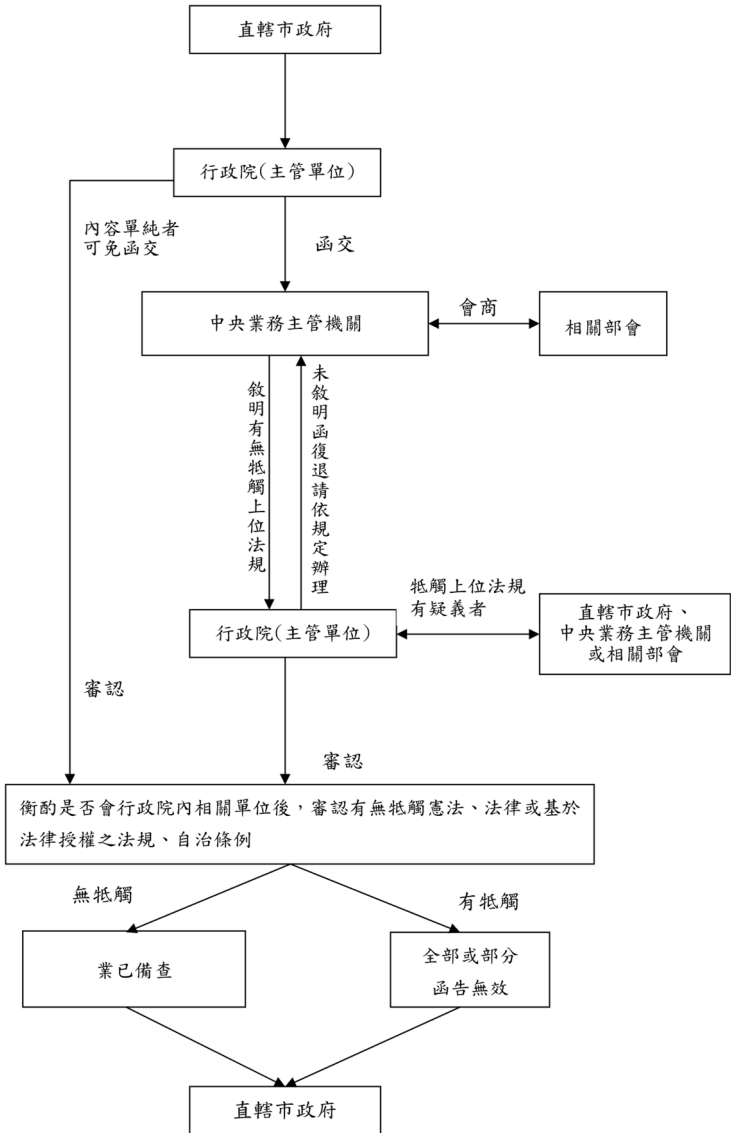 直轄市政府
行政院(主管單位)
內容單純者
可免函交
函交
中央業務主管機關
會商
相關部會
敘明有無牴觸上位法規
未敘明函復退請依規定辦理
行政院(主管單位)
牴觸上位法規
有疑義者
直轄市政府、
中央業務主管機關
或相關部會
審認
審認
衡酌是否會行政院內相關單位後，審認有無牴觸憲法、法律或基於
法律授權之法規、自治條例
無牴觸
有牴觸
業已備查
全部或部分
函告無效
直轄市政府